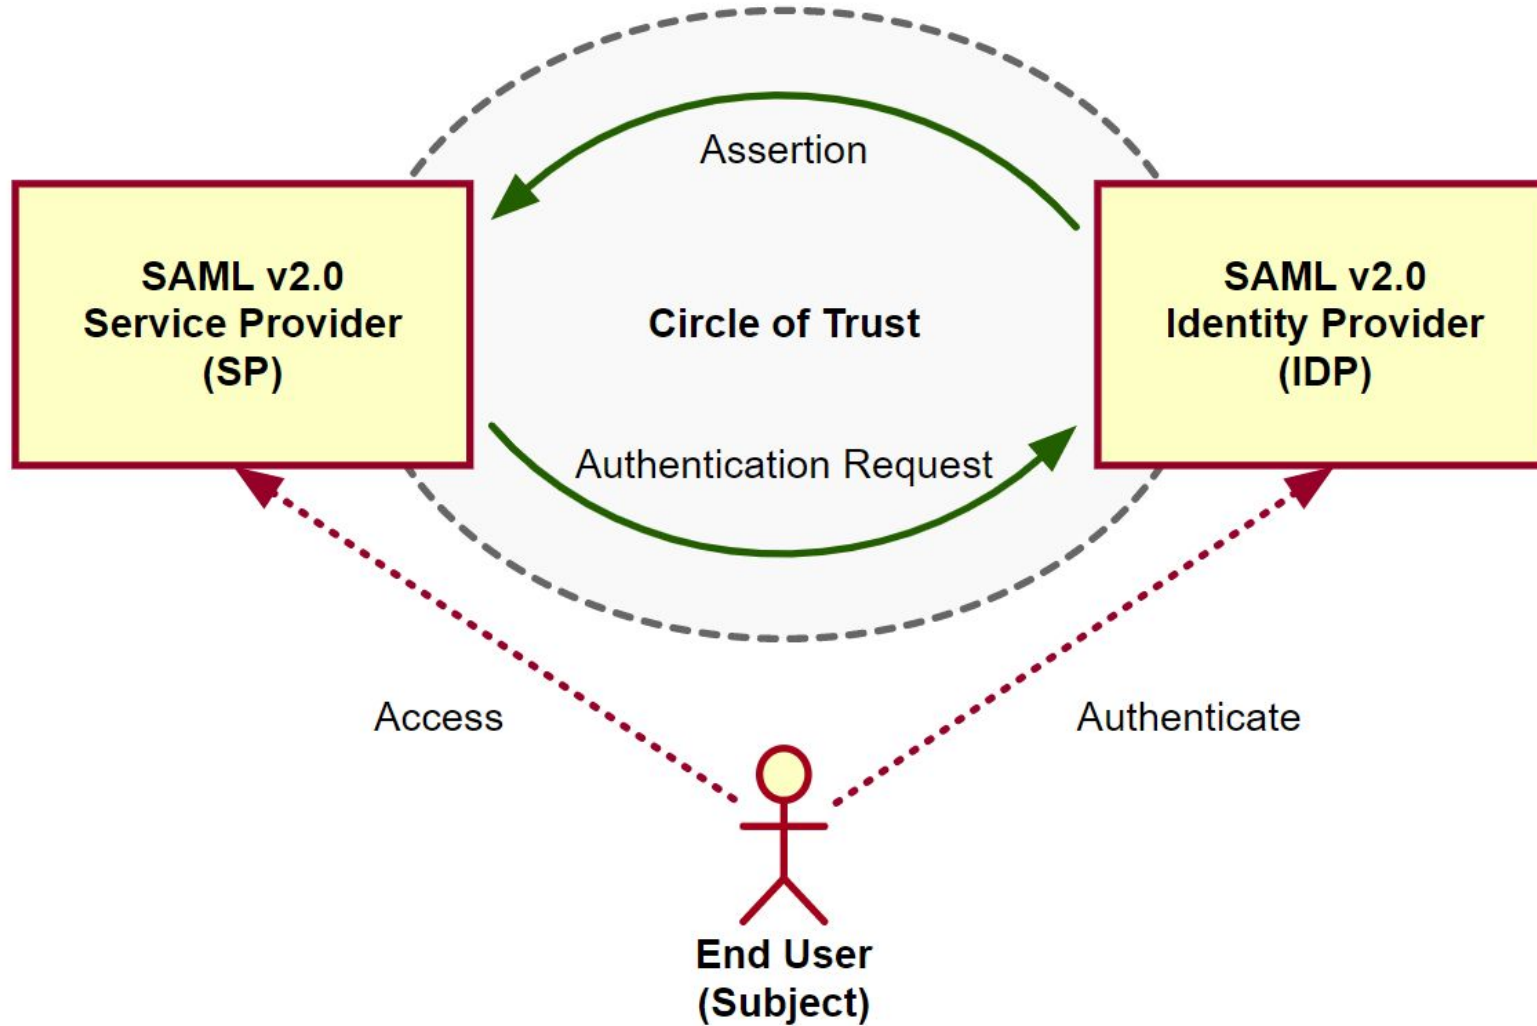 Assertion
SAML v2.0
Service Provider
(SP)
Circle of Trust
SAML v2.0
Identity Provider
(IDP)
Authentication Request
Access
Authenticate
End User
(Subject)